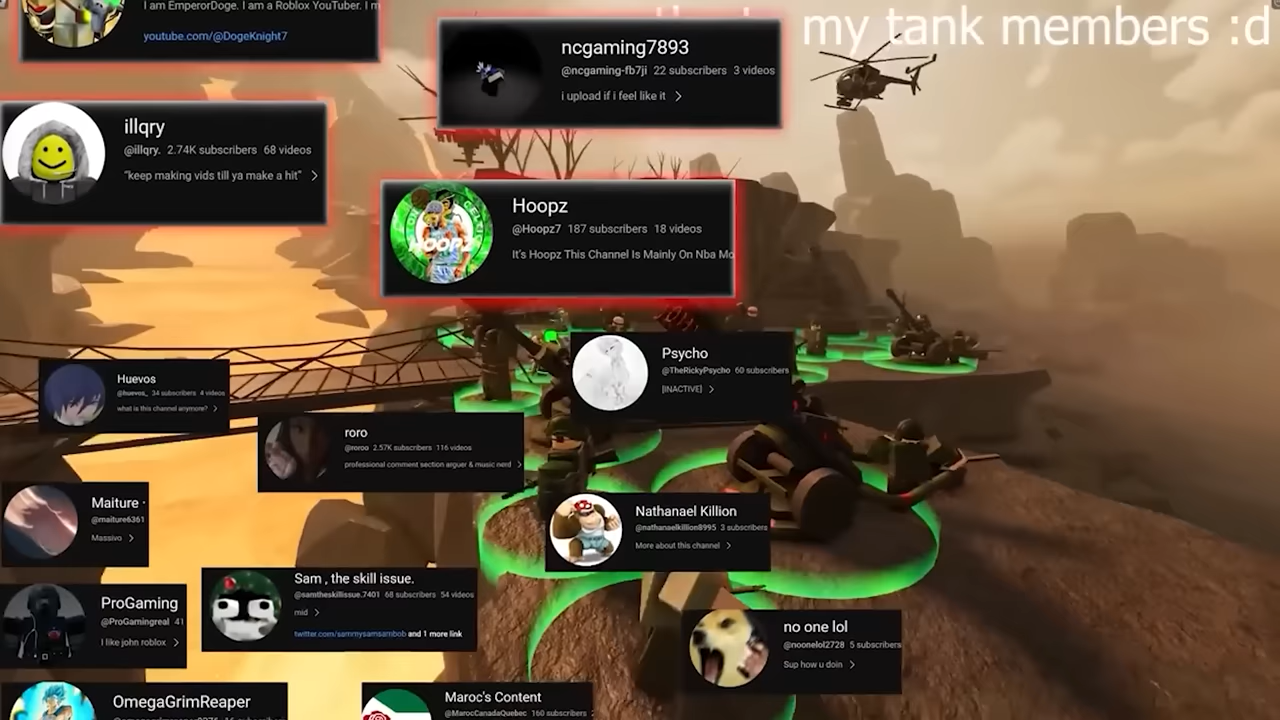 I am EmperorDoge. I am a Roblox YouTuber. I m
youtube.com/@DogeKnight7
my tank members :d
ncgaming7893
@ncgaming-fb7ji 22 subscribers 3 videos
i upload if i feel like it
illqry
@illqry. 2.74K subscribers 68 videos
"keep making vids till ya make a hit"
Hoopz
@Hoopz7 187 subscribers 18 videos
It's Hoopz This Channel Is Mainly On Nba Mo
HOOPZ
Psycho
@TheRickyPsycho 60 subscribers
[INACTIVE]
Huevos
@huevos_ 34 subscribers 4 videos
what is this channel anymore?
roro
@roroo 2.57K subscribers 116 videos
professional comment section arguer & music nerd
Maiture ·
@maiture6361
Massivo
Nathanael Killion
@nathanaelkillion8995 3 subscribers
More about this channel
Sam , the skill issue.
@samtheskillissue.7401 68 subscribers 54 videos
mid
twitter.com/sammysamsambob and 1 more link
ProGaming
@ProGamingreal 41
I like john roblox
no one lol
@noonelol2728 5 subscribers
Sup how u doin
OmegaGrimReaper
Maroc's Content
@MarocCanadaQuebec 160 subscribers